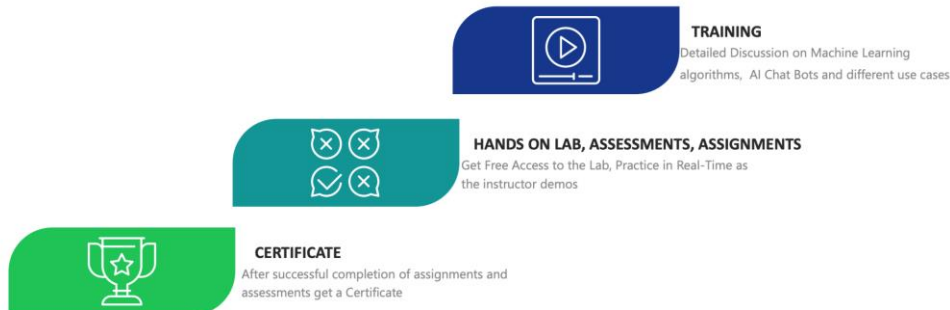 TRAINING
Detailed Discussion on Machine Learning
algorithms, AI Chat Bots and different use cases
HANDS ON LAB, ASSESSMENTS, ASSIGNMENTS
Get Free Access to the Lab, Practice in Real-Time as
the instructor demos
CERTIFICATE
After successful completion of assignments and
assessments get a Certificate